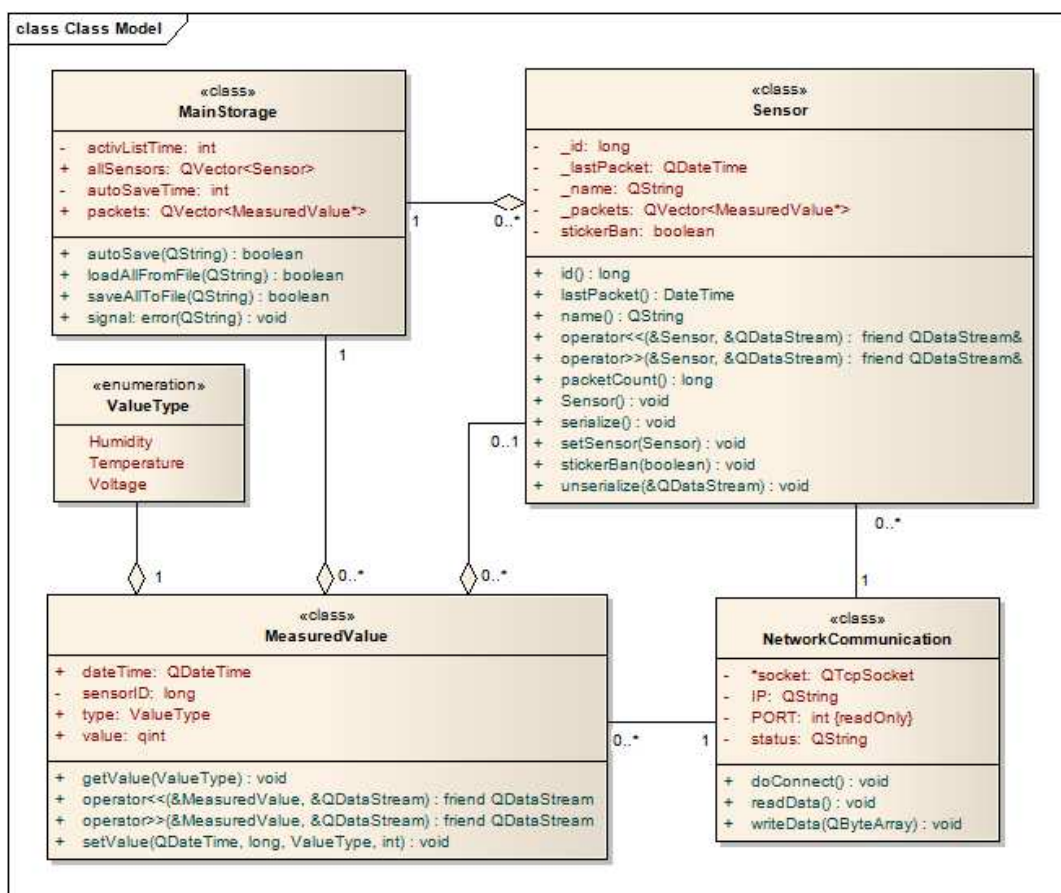 class Class Model
«class»
MainStorage
- activListTime: int
+ allSensors: QVector<Sensor>
- autoSaveTime: int
+ packets: QVector<MeasuredValue*>
+ autoSave(QString) : boolean
+ loadAllFromFile(QString) : boolean
+ saveAllToFile(QString) : boolean
+ signal: error(QString) : void
«class»
Sensor
- _id: long
- _lastPacket: QDateTime
- _name: QString
- _packets: QVector<MeasuredValue*>
- stickerBan: boolean
+ id() : long
+ lastPacket() : DateTime
+ name() : QString
+ operator<<(&Sensor, &QDataStream) : friend QDataStream&
+ operator>>(&Sensor, &QDataStream) : friend QDataStream&
+ packetCount() : long
+ Sensor() : void
+ serialize() : void
+ setSensor(Sensor) : void
+ stickerBan(boolean) : void
+ unserialize(&QDataStream) : void
1
0..*
1
«enumeration»
ValueType
Humidity
Temperature
Voltage
0..1
0..*
1
0..*
0..*
1
«class»
MeasuredValue
+ dateTime: QDateTime
- sensorID: long
+ type: ValueType
+ value: qint
+ getValue(ValueType) : void
+ operator<<(&MeasuredValue, &QDataStream) : friend QDataStream
+ operator>>(&MeasuredValue, &QDataStream) : friend QDataStream
+ setValue(QDateTime, long, ValueType, int) : void
0..*
1
«class»
NetworkCommunication
- *socket: QTcpSocket
- IP: QString
- PORT: int {readOnly}
- status: QString
+ doConnect() : void
+ readData() : void
+ writeData(QByteArray) : void